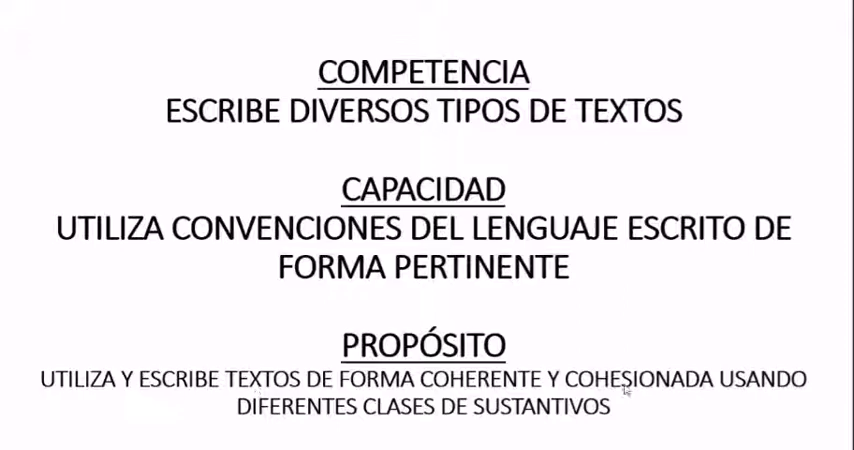 COMPETENCIA
ESCRIBE DIVERSOS TIPOS DE TEXTOS
CAPACIDAD
UTILIZA CONVENCIONES DEL LENGUAJE ESCRITO DE
FORMA PERTINENTE
PROPÓSITO
UTILIZA Y ESCRIBE TEXTOS DE FORMA COHERENTE Y COHESIONADA USANDO
DIFERENTES CLASES DE SUSTANTIVOS